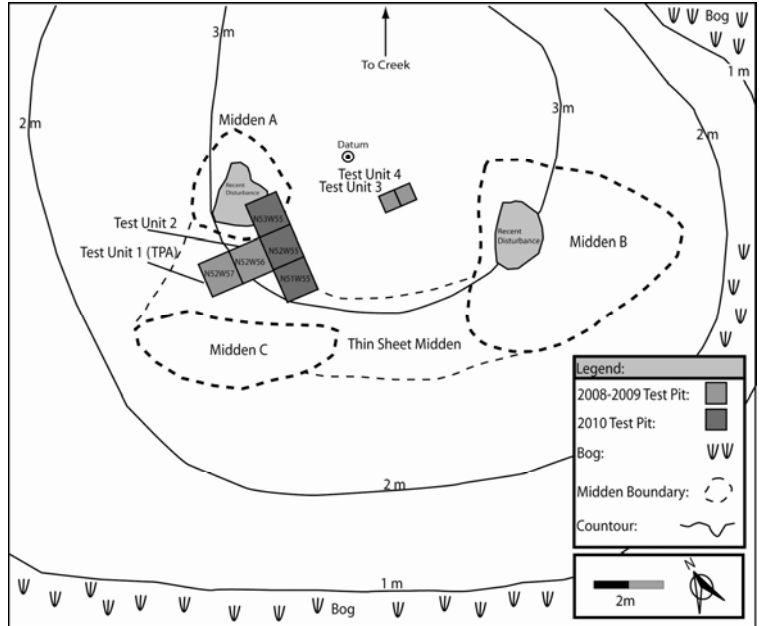 Bog
3 m
To Creek
1 m
2 m
3 m
2 m
Midden A
Datum
Test Unit 4
Test Unit 3
Recent
Disturbance
N53W55
Test Unit 2
Test Unit 1 (TPA)
N52W55
N52W56
N52W57
N51W55
Recent
Disturbance
Midden B
Midden C
Thin Sheet Midden
Legend:
2008-2009 Test Pit:
2010 Test Pit:
Bog:
Midden Boundary:
Countour:
2 m
1 m
Bog
2m
N